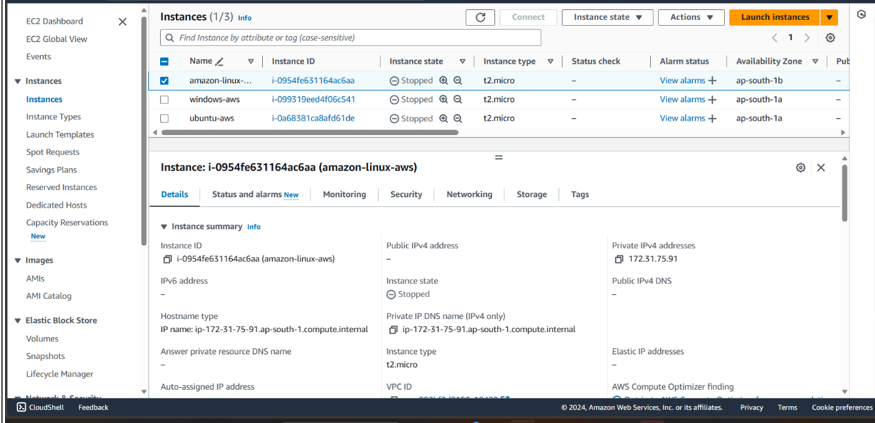 EC2 Dashboard
EC2 Global View
Events
Instances
Instances
Instance Types
Launch Templates
Spot Requests
Savings Plans
Reserved Instances
Dedicated Hosts
Capacity Reservations
New
Images
AMIs
AMI Catalog
Elastic Block Store
Volumes
Snapshots
Lifecycle Manager
Network & Security
Instances (1/3) Info
Connect Instance state Actions Launch instances
Find Instance by attribute or tag (case-sensitive)
1
Name Instance ID Instance state Instance type Status check Alarm status Availability Zone Pub
amazon-linux-... i-0954fe631164ac6aa Stopped t2.micro – View alarms + ap-south-1b –
windows-aws i-099319eed4f06c541 Stopped t2.micro – View alarms + ap-south-1a –
ubuntu-aws i-0a68381ca8afd61de Stopped t2.micro – View alarms + ap-south-1a –
Instance: i-0954fe631164ac6aa (amazon-linux-aws)
Details Status and alarms New Monitoring Security Networking Storage Tags
Instance summary Info
Instance ID Public IPv4 address Private IPv4 addresses
i-0954fe631164ac6aa (amazon-linux-aws) – 172.31.75.91
IPv6 address Instance state Public IPv4 DNS
– Stopped –
Hostname type Private IP DNS name (IPv4 only)
IP name: ip-172-31-75-91.ap-south-1.compute.internal ip-172-31-75-91.ap-south-1.compute.internal
Answer private resource DNS name Instance type Elastic IP addresses
– t2.micro –
Auto-assigned IP address VPC ID AWS Compute Optimizer finding
CloudShell Feedback © 2024, Amazon Web Services, Inc. or its affiliates. Privacy Terms Cookie preferences